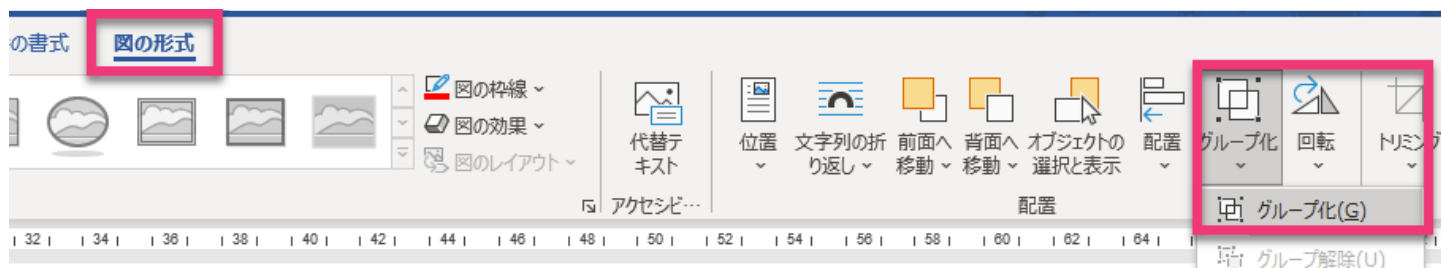 の書式 図の形式
図の枠線
図の効果
図のレイアウト
代替テ
キスト
位置
文字列の折
り返し
前面へ
移動
背面へ
移動
オブジェクトの
選択と表示
配置
グループ化
回転
トリミング
アクセシビ…
配置
グループ化(G)
グループ解除(U)
32 34 36 38 40 42 44 46 48 50 52 54 56 58 60 62 64